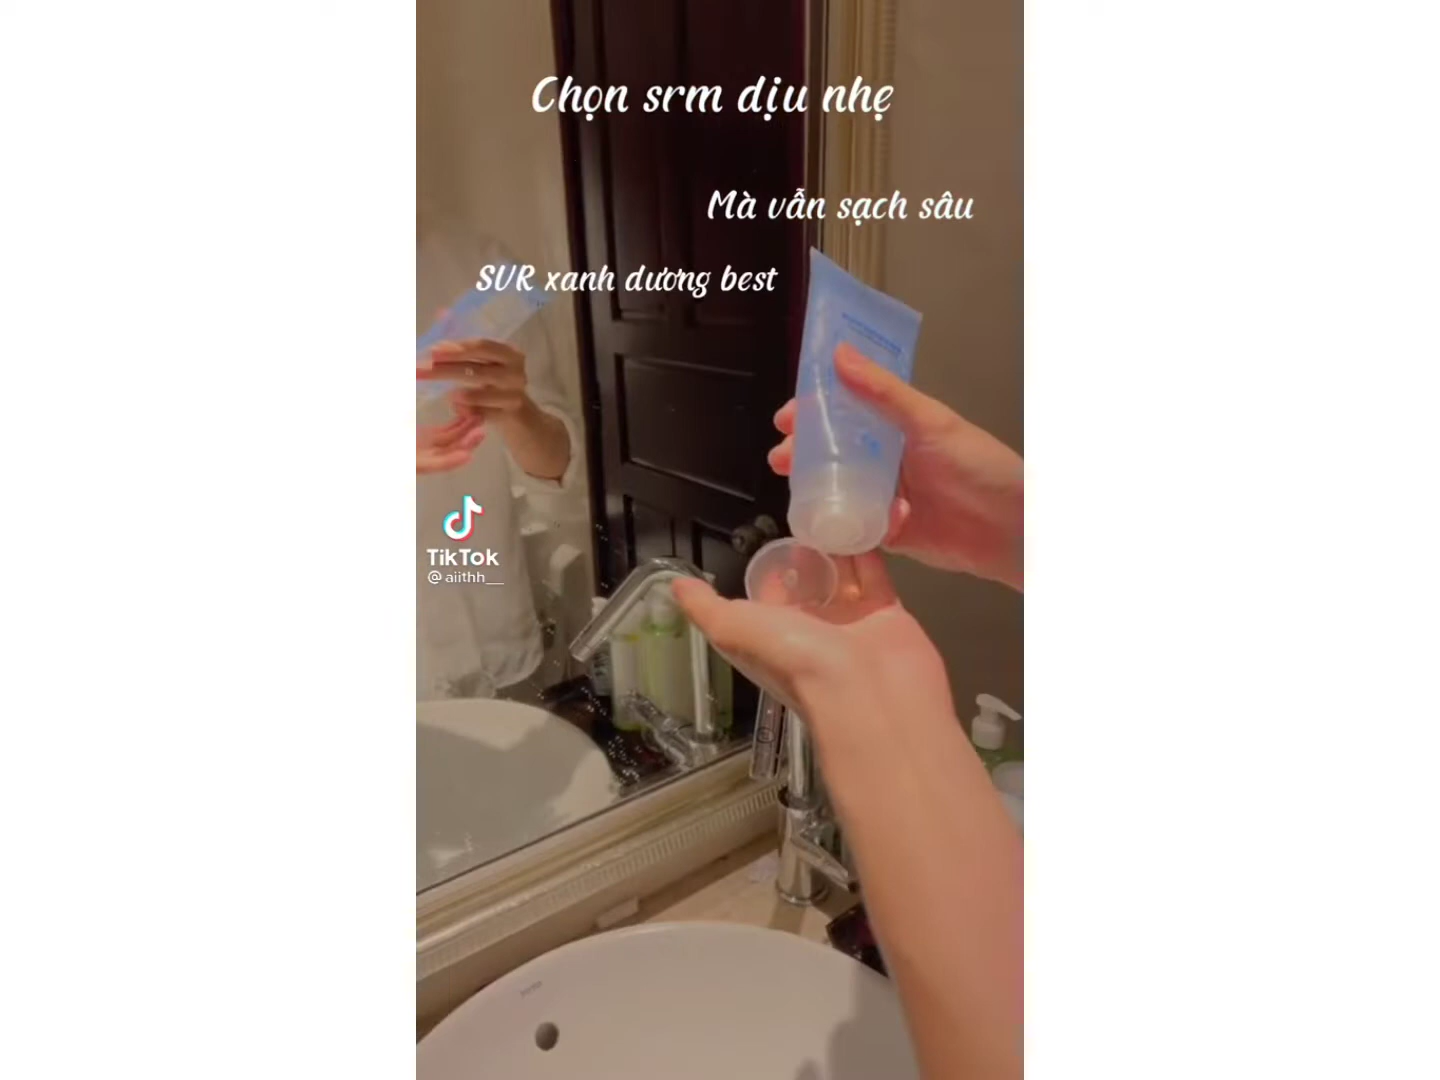 Chọn srm dịu nhẹ
Mà vẫn sạch sâu
SVR xanh dương best
TikTok
@aiithh__